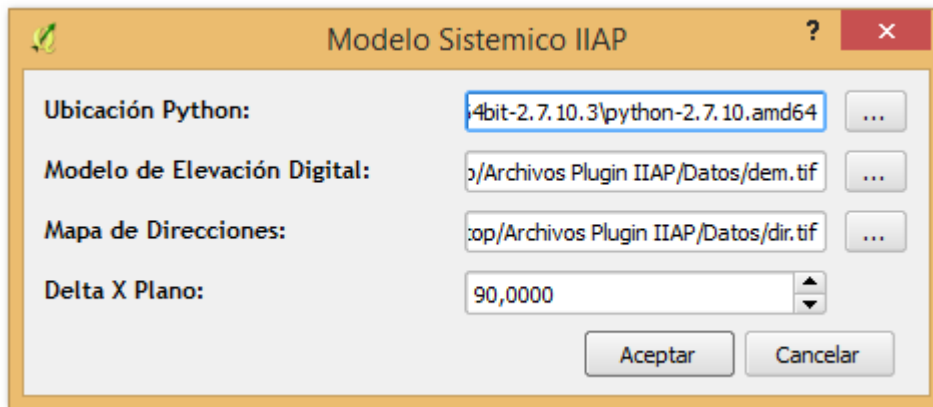 Modelo Sistemico IIAP ? ×
Ubicación Python: 4bit-2.7.10.3\python-2.7.10.amd64 ...
Modelo de Elevación Digital: /Archivos Plugin IIAP/Datos/dem.tif ...
Mapa de Direcciones: op/Archivos Plugin IIAP/Datos/dir.tif ...
Delta X Plano: 90,0000
Aceptar Cancelar